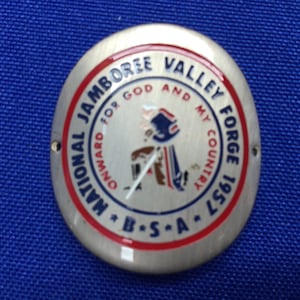 NATIONAL JAMBOREE VALLEY FORGE 1957
ONWARD FOR GOD AND MY COUNTRY
B·S·A